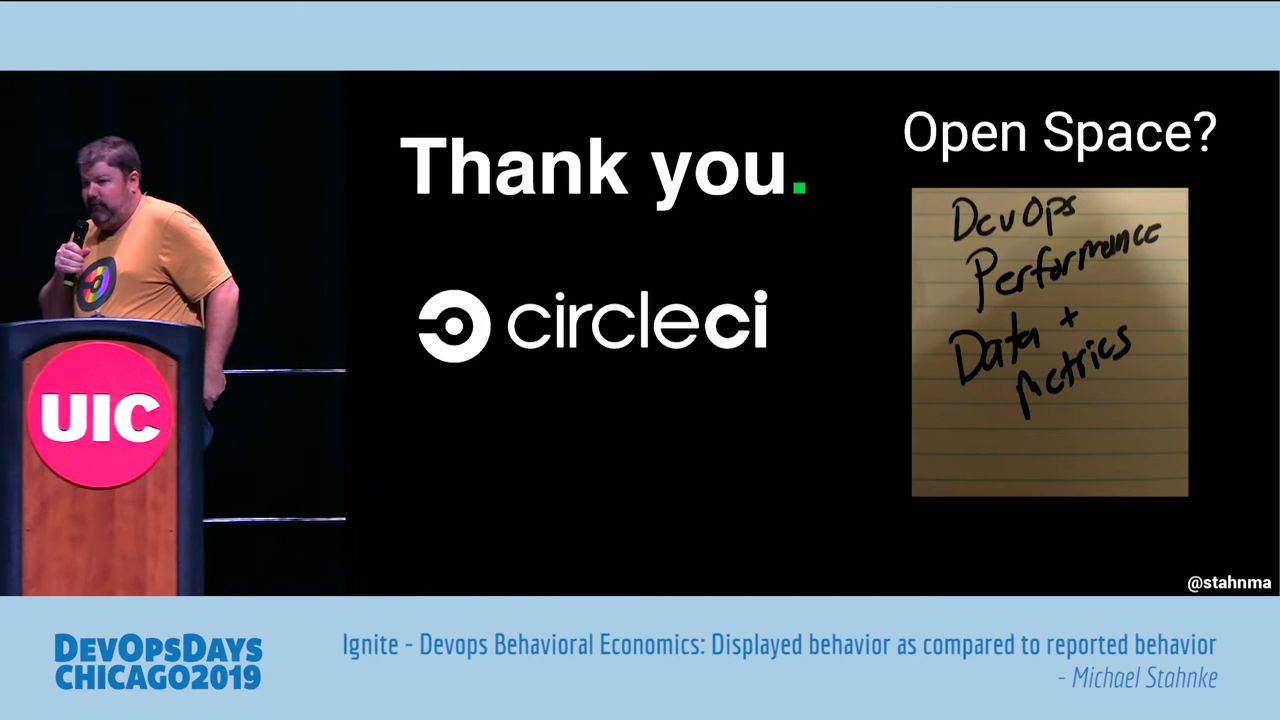 Thank you.
circleci
Open Space?
DevOps
Performance
Data +
Metrics
UIC
@stahnma
DEVOPSDAYS
CHICAGO2019
Ignite - Devops Behavioral Economics: Displayed behavior as compared to reported behavior
- Michael Stahnke